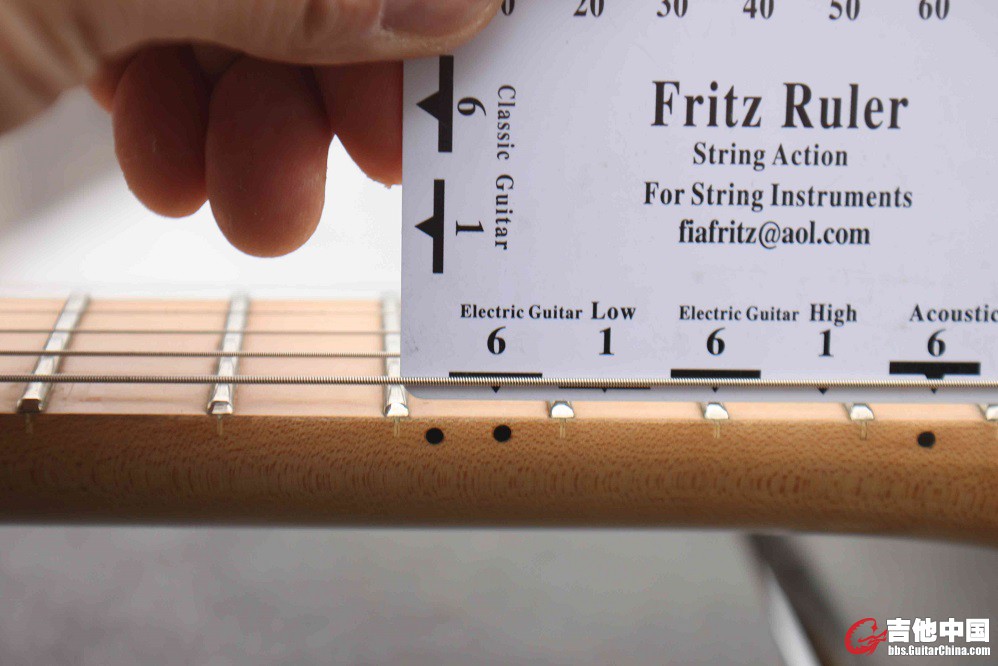 0 20 30 40 50 60
6
Classic Guitar
1
Fritz Ruler
String Action
For String Instruments
fiafritz@aol.com
Electric Guitar Low
6 1
Electric Guitar High
6 1
Acoustic
6
吉他中国
bbs.GuitarChina.com